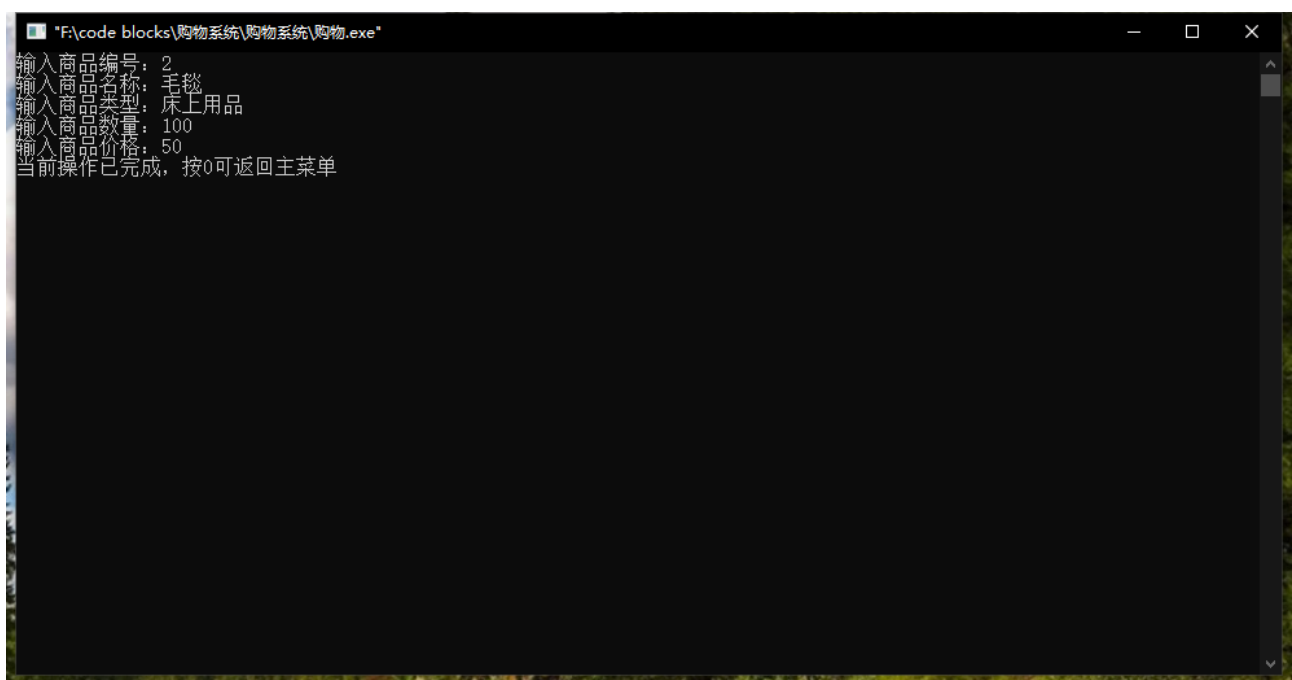 "F:\code blocks\购物系统\购物系统\购物.exe"
输入商品编号：2
输入商品名称：毛毯
输入商品类型：床上用品
输入商品数量：100
输入商品价格：50
当前操作已完成，按0可返回主菜单